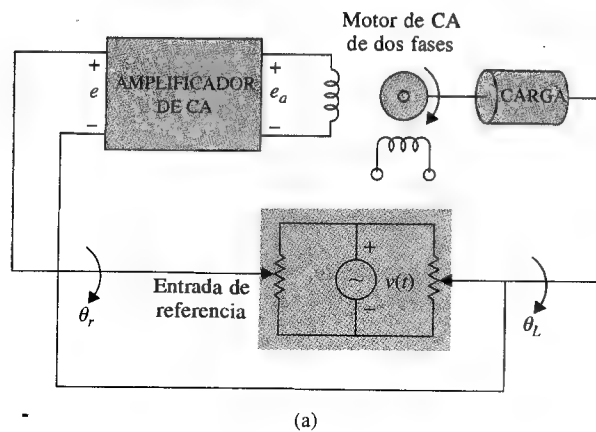 Motor de CA
de dos fases
+
e
−
AMPLIFICADOR
DE CA
+
e_a
−
CARGA
θ_r
Entrada de
referencia
+
v(t)
−
θ_L
(a)